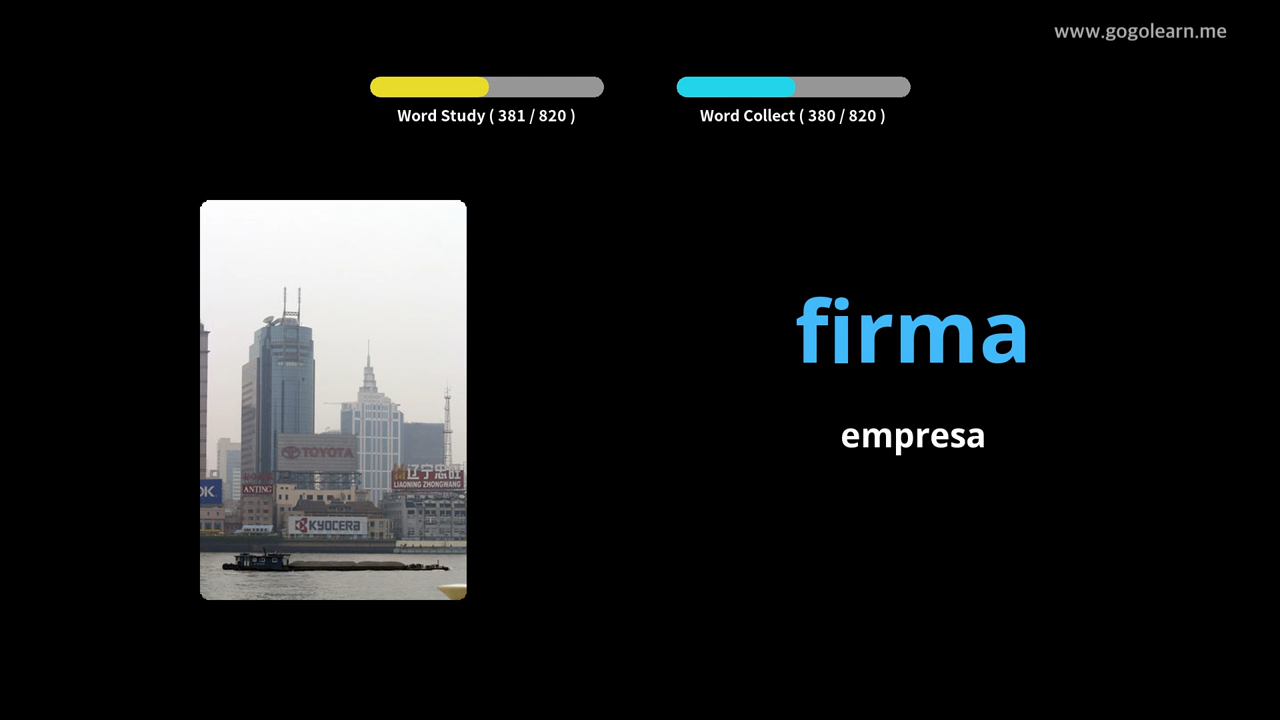 www.gogolearn.me
Word Study ( 381 / 820 )
Word Collect ( 380 / 820 )
firma
empresa
TOYOTA
辽宁忠旺
LIAONING ZHONGWANG
OK
ANTING
KYOCERA